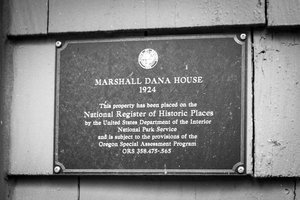 MARSHALL DANA HOUSE
1924
This property has been placed on the
National Register of Historic Places
by the United States Department of the Interior
National Park Service
and is subject to the provisions of the
Oregon Special Assessment Program
ORS 358.475-.565